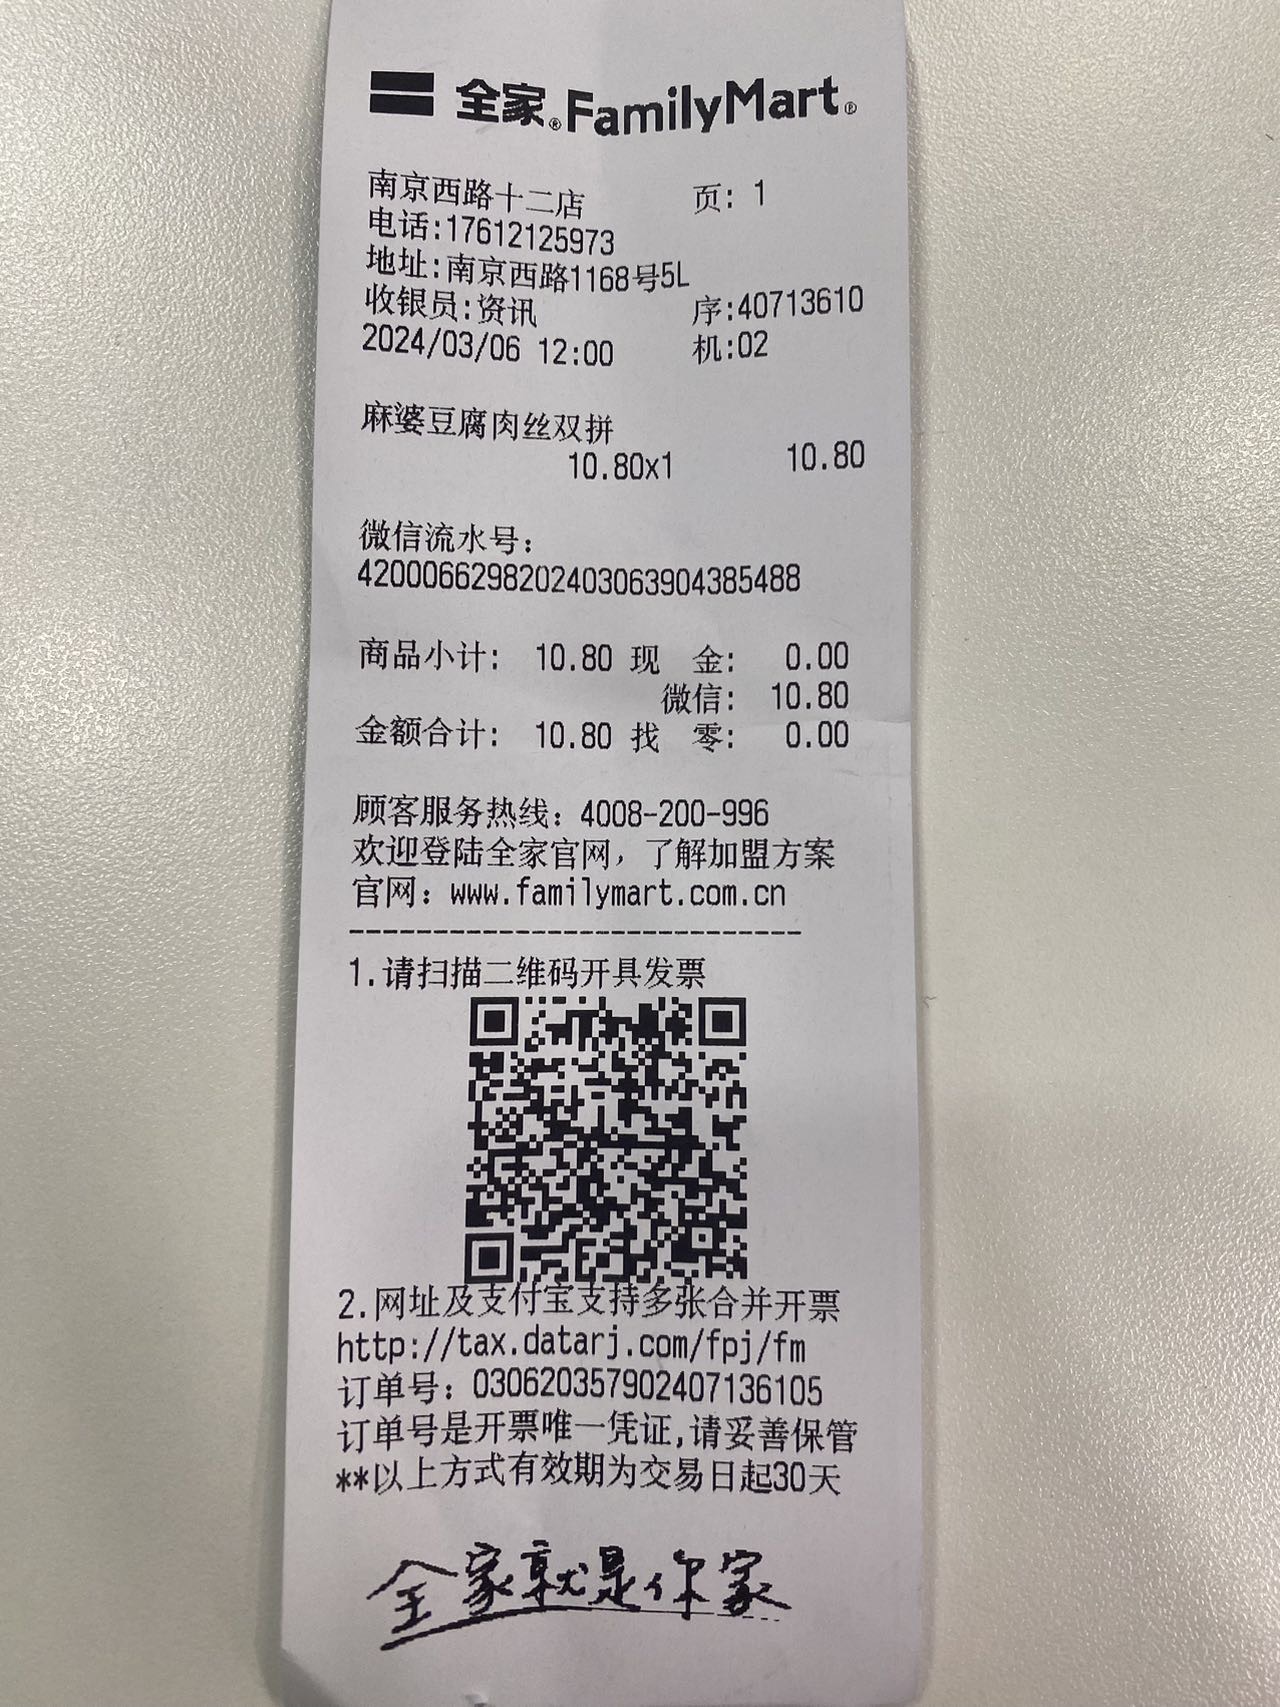 全家®FamilyMart®
南京西路十二店 页: 1
电话:17612125973
地址:南京西路1168号5L
收银员:资讯 序:40713610
2024/03/06 12:00 机:02
麻婆豆腐肉丝双拼
10.80x1 10.80
微信流水号:
4200066298202403063904385488
商品小计: 10.80 现 金: 0.00
微信: 10.80
金额合计: 10.80 找 零: 0.00
顾客服务热线: 4008-200-996
欢迎登陆全家官网，了解加盟方案
官网: www.familymart.com.cn
----------------------------
1.请扫描二维码开具发票
2.网址及支付宝支持多张合并开票
http://tax.datarj.com/fpj/fm
订单号: 030620357902407136105
订单号是开票唯一凭证,请妥善保管
**以上方式有效期为交易日起30天
全家就是你家